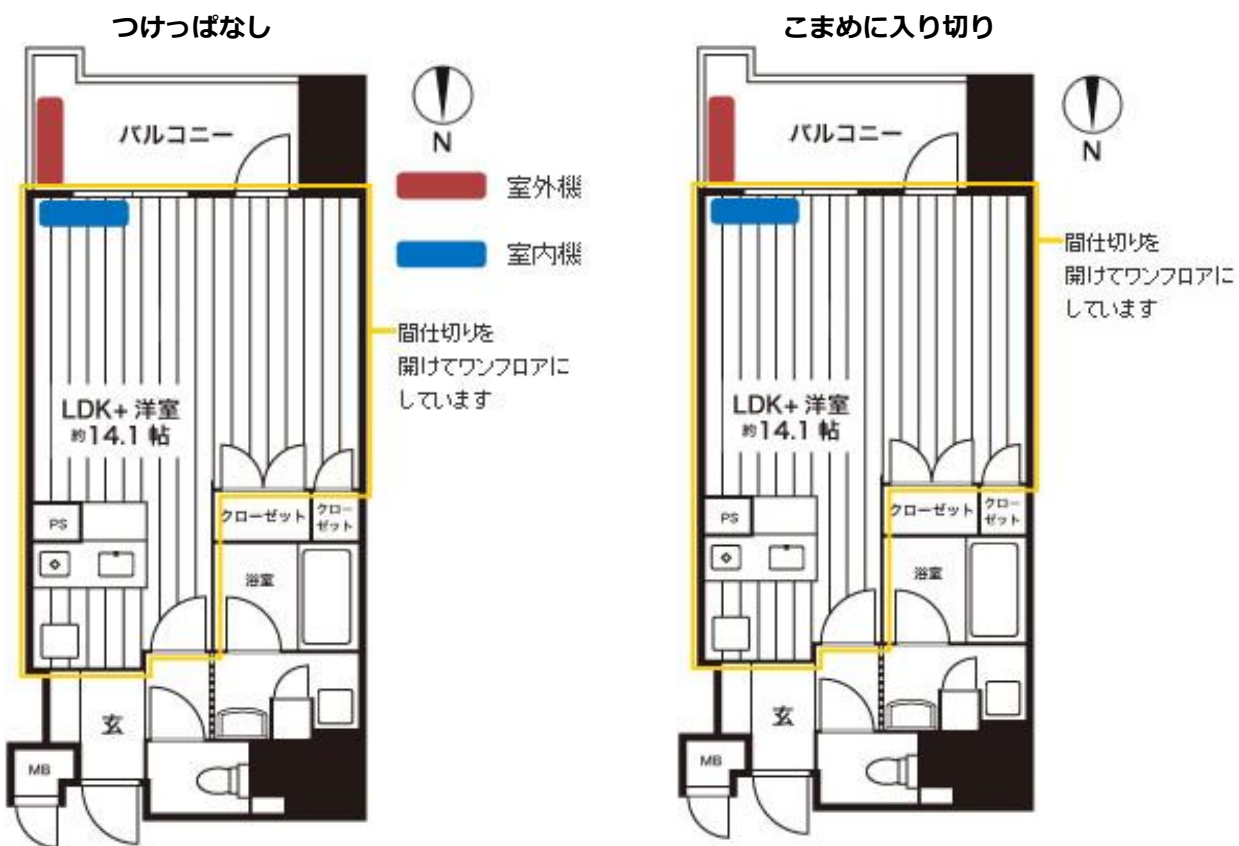 つけっぱなし
バルコニー
N
室外機
室内機
間仕切りを
開けてワンフロアに
しています
LDK+ 洋室
約14.1 帖
PS
クローゼット
クロー
ゼット
浴室
玄
MB
こまめに入り切り
バルコニー
N
間仕切りを
開けてワンフロアに
しています
LDK+ 洋室
約14.1 帖
PS
クローゼット
クロー
ゼット
浴室
玄
MB